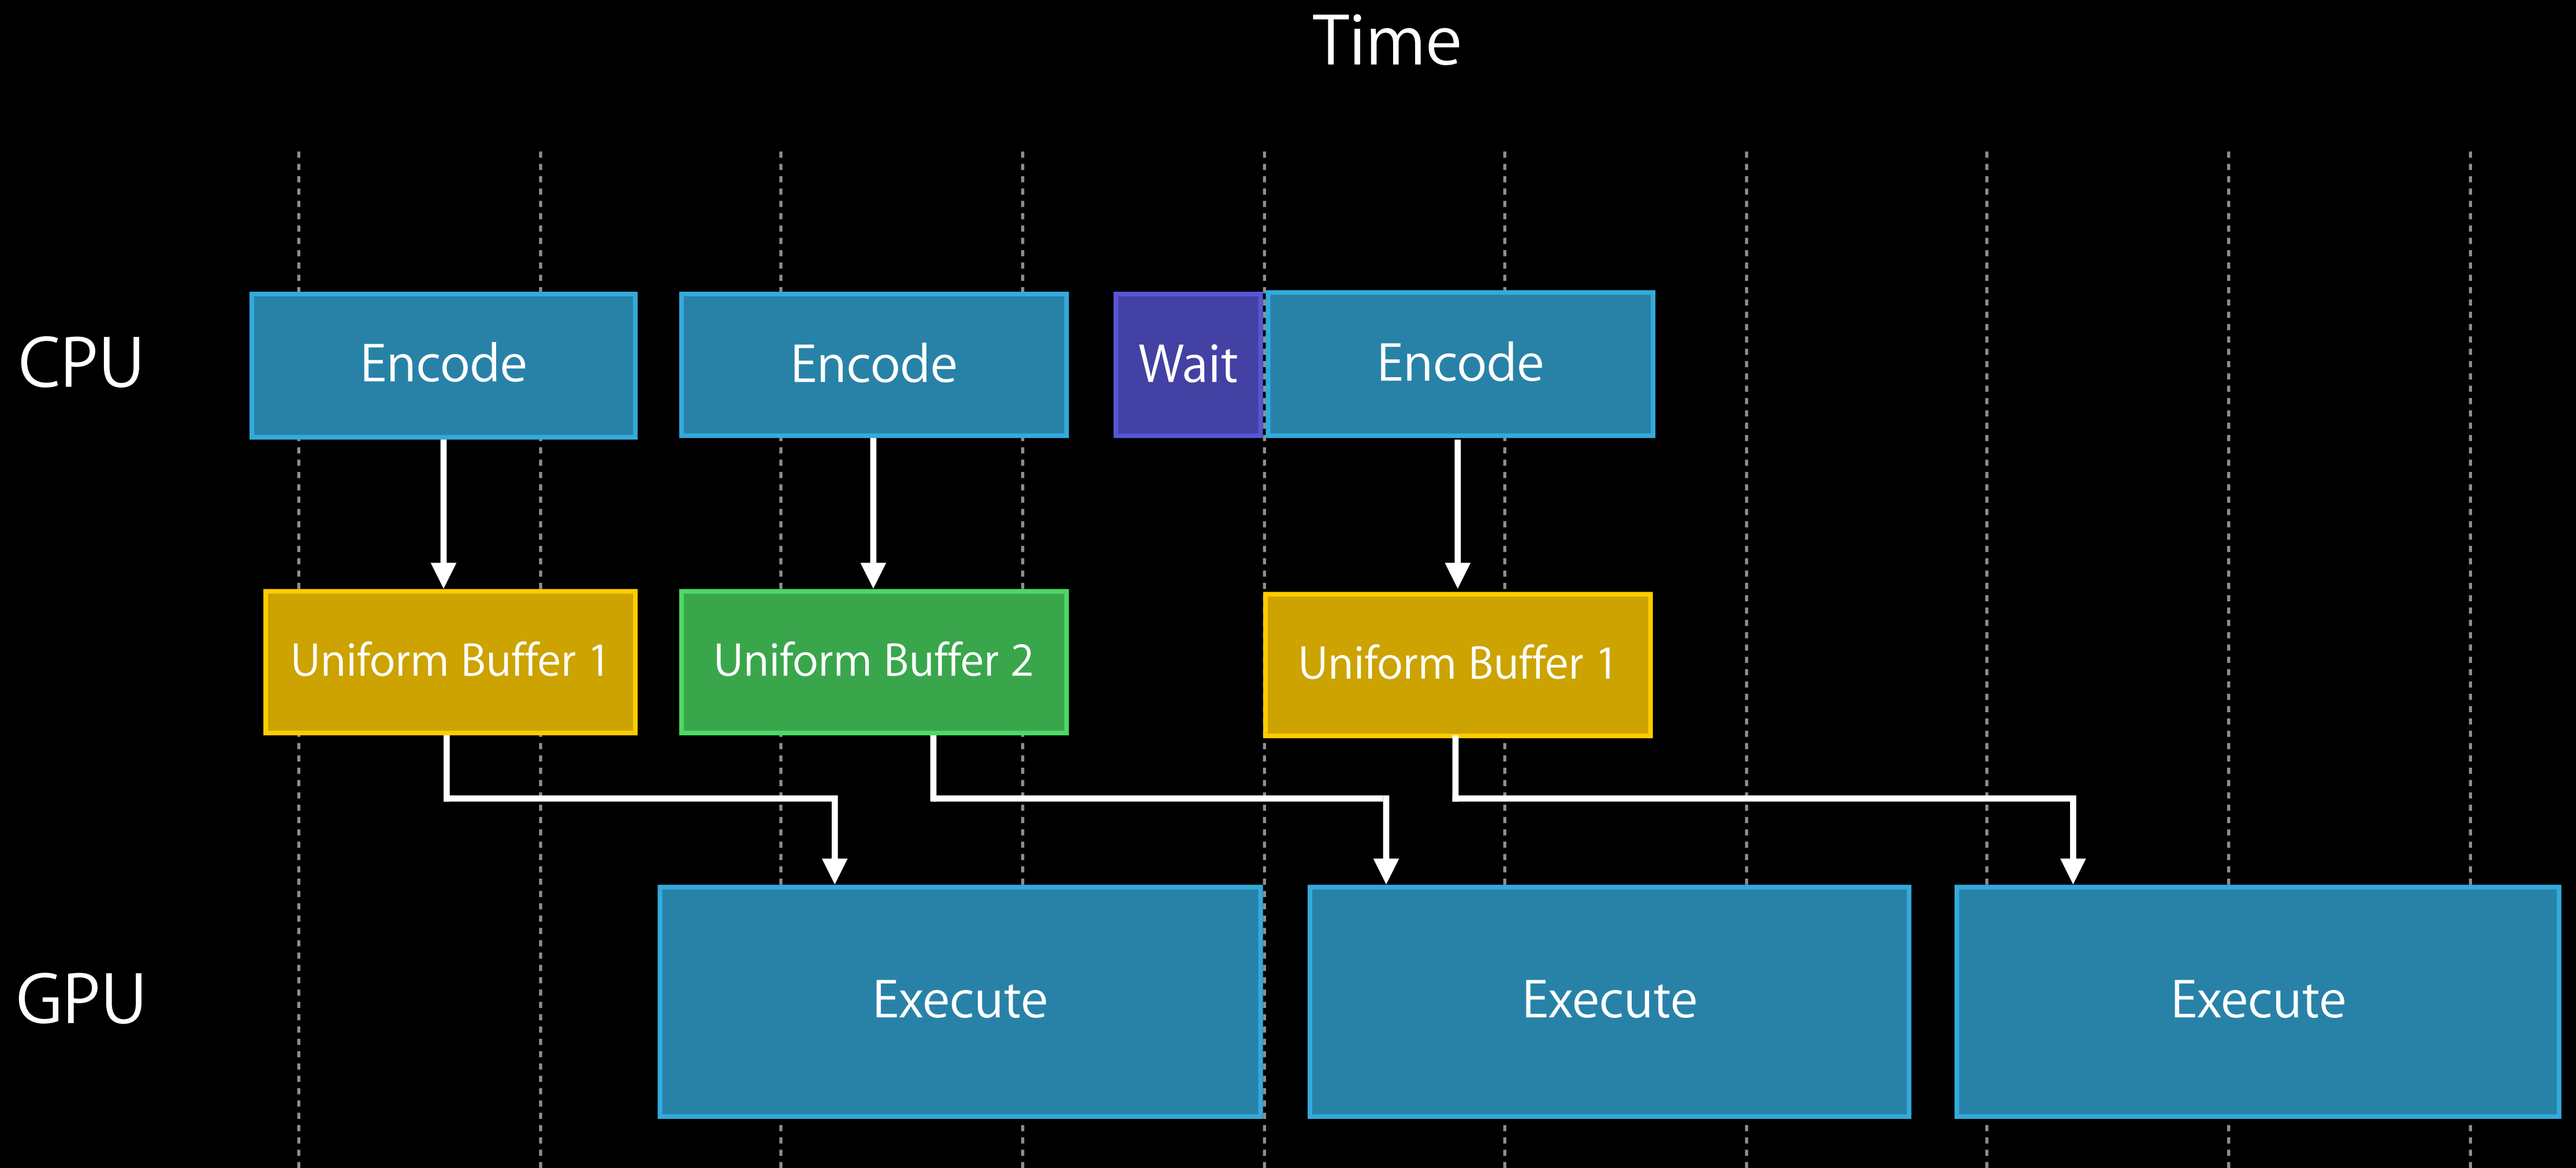 Time
CPU
Encode
Encode
Wait
Encode
Uniform Buffer 1
Uniform Buffer 2
Uniform Buffer 1
GPU
Execute
Execute
Execute